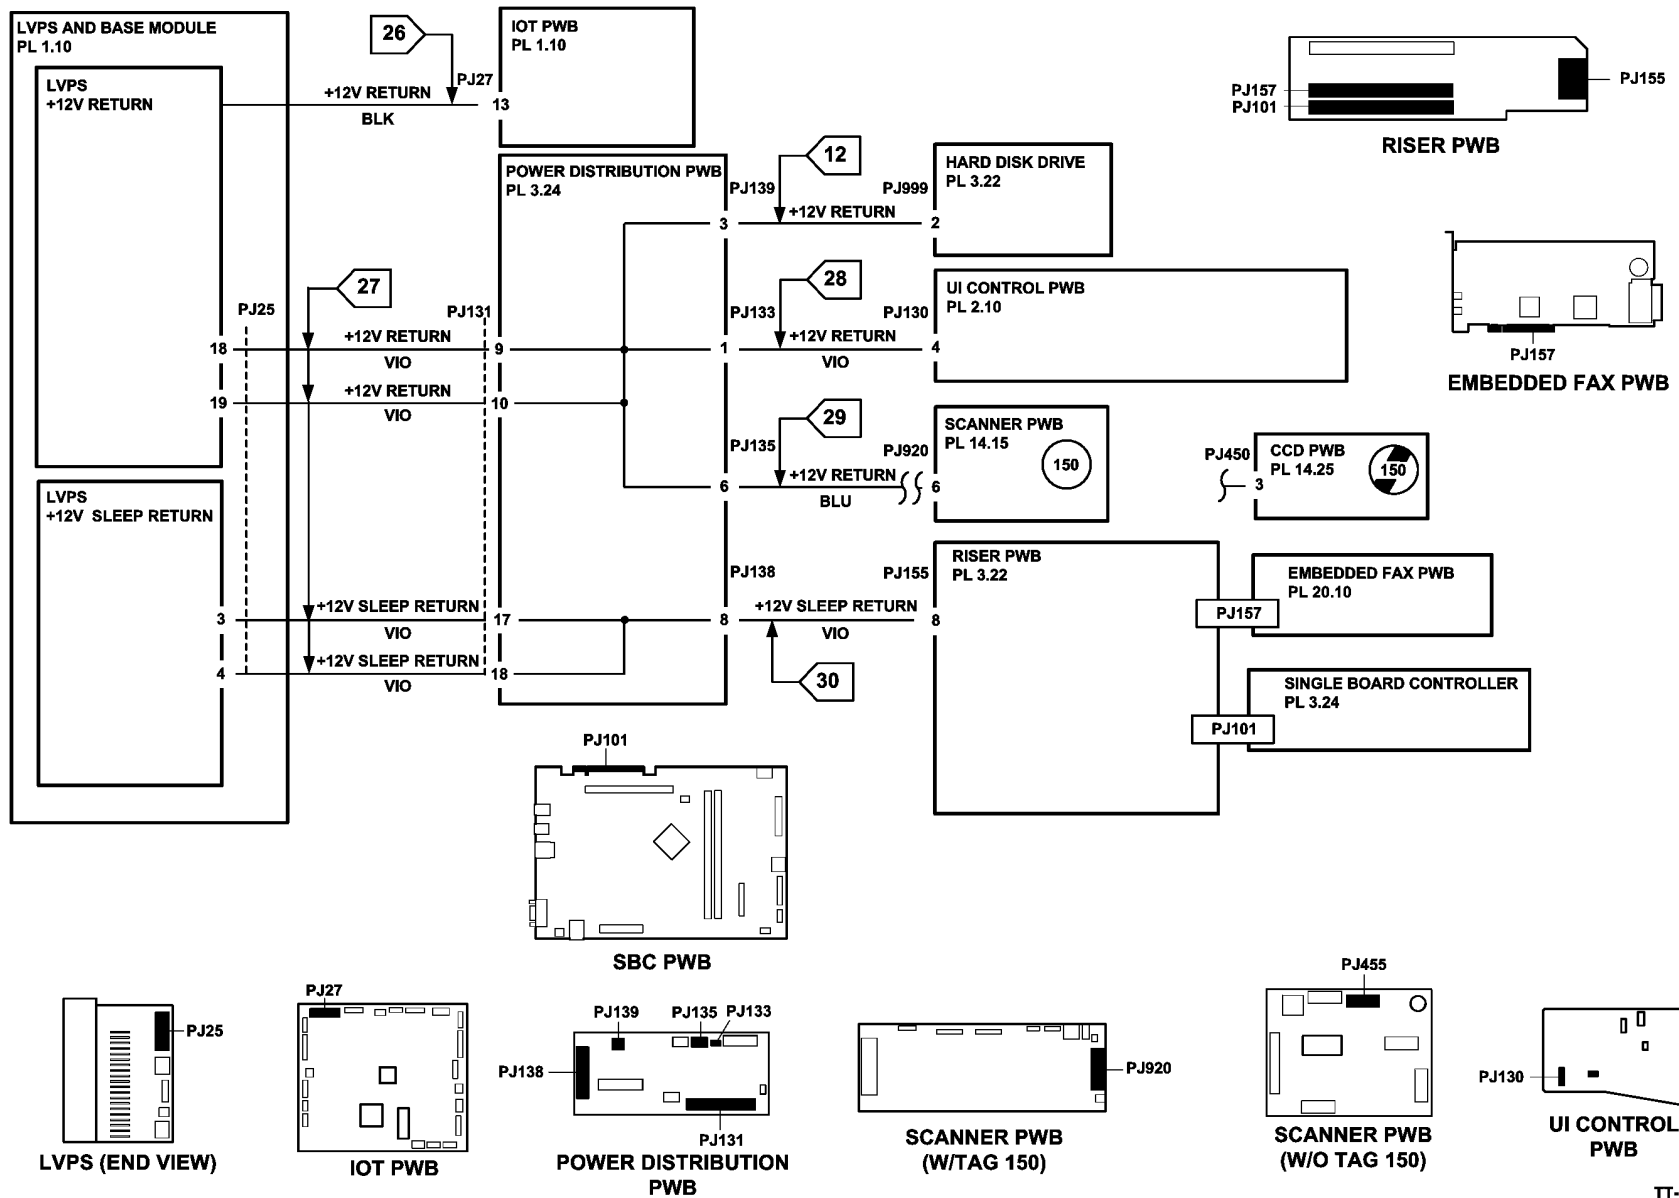 LVPS AND BASE MODULE
PL 1.10
LVPS
+12V RETURN
26
+12V RETURN
BLK
PJ27
13
IOT PWB
PL 1.10
PJ157
PJ101
PJ155
RISER PWB
POWER DISTRIBUTION PWB
PL 3.24
PJ139
12
3
+12V RETURN
PJ999
2
HARD DISK DRIVE
PL 3.22
27
PJ25
PJ131
18
+12V RETURN
VIO
9
19
+12V RETURN
VIO
10
28
PJ133
1
+12V RETURN
VIO
PJ130
4
UI CONTROL PWB
PL 2.10
PJ157
EMBEDDED FAX PWB
29
PJ135
6
+12V RETURN
BLU
PJ920
6
SCANNER PWB
PL 14.15
150
PJ450
3
CCD PWB
PL 14.25
150
LVPS
+12V SLEEP RETURN
3
+12V SLEEP RETURN
VIO
17
4
+12V SLEEP RETURN
VIO
18
PJ138
8
+12V SLEEP RETURN
VIO
30
PJ155
8
RISER PWB
PL 3.22
PJ157
EMBEDDED FAX PWB
PL 20.10
PJ101
SINGLE BOARD CONTROLLER
PL 3.24
PJ101
SBC PWB
PJ25
LVPS (END VIEW)
PJ27
IOT PWB
PJ139
PJ135
PJ133
PJ138
PJ131
POWER DISTRIBUTION
PWB
PJ920
SCANNER PWB
(W/TAG 150)
PJ455
SCANNER PWB
(W/O TAG 150)
PJ130
UI CONTROL
PWB